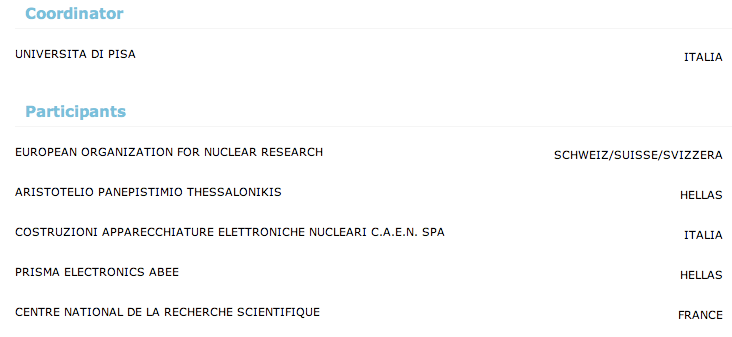 Coordinator
UNIVERSITA DI PISA
ITALIA
Participants
EUROPEAN ORGANIZATION FOR NUCLEAR RESEARCH
SCHWEIZ/SUISSE/SVIZZERA
ARISTOTELIO PANEPISTIMIO THESSALONIKIS
HELLAS
COSTRUZIONI APPARECCHIATURE ELETTRONICHE NUCLEARI C.A.E.N. SPA
ITALIA
PRISMA ELECTRONICS ABEE
HELLAS
CENTRE NATIONAL DE LA RECHERCHE SCIENTIFIQUE
FRANCE